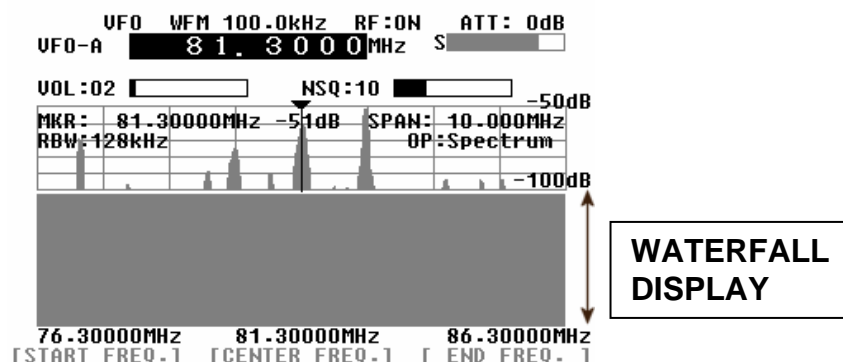 VFO WFM 100.0kHz RF:ON ATT: 0dB
VFO-A 81.3000MHz S
VOL:02 NSQ:10
-50dB
MKR: 81.30000MHz -51dB SPAN: 10.000MHz
RBW:128kHz OP:Spectrum
-100dB
WATERFALL
DISPLAY
76.30000MHz 81.30000MHz 86.30000MHz
[START FREQ.] [CENTER FREQ.] [ END FREQ. ]